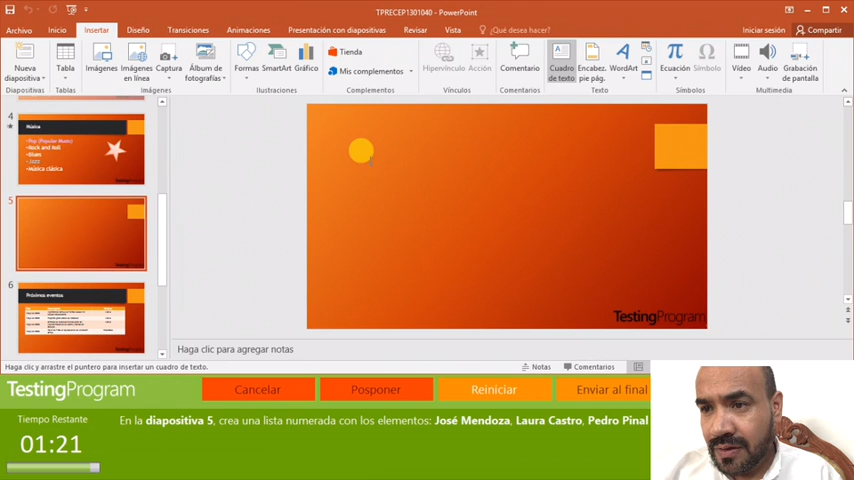 TPRECEP1301040 - PowerPoint
Archivo Inicio Insertar Diseño Transiciones Animaciones Presentación con diapositivas Revisar Vista ¿Qué desea hacer? Iniciar sesión Compartir
Nueva diapositiva
Tabla
Imágenes
Imágenes en línea
Captura
Álbum de fotografías
Formas
SmartArt
Gráfico
Tienda
Mis complementos
Hipervínculo
Acción
Comentario
Cuadro de texto
Encabez. pie pág.
WordArt
Ecuación
Símbolo
Vídeo
Audio
Grabación de pantalla
Diapositivas Tablas Imágenes Ilustraciones Complementos Vínculos Comentarios Texto Símbolos Multimedia
4
Música
•Pop (Popular Music)
•Rock and Roll
•Blues
•Jazz
•Música clásica
TestingProgram
5
TestingProgram
6
Próximos eventos
TestingProgram
TestingProgram
Haga clic para agregar notas
Haga clic y arrastre el puntero para insertar un cuadro de texto.
Notas Comentarios
TestingProgram
Cancelar Posponer Reiniciar Enviar al final
Tiempo Restante
01:21
En la diapositiva 5, crea una lista numerada con los elementos: José Mendoza, Laura Castro, Pedro Pinal